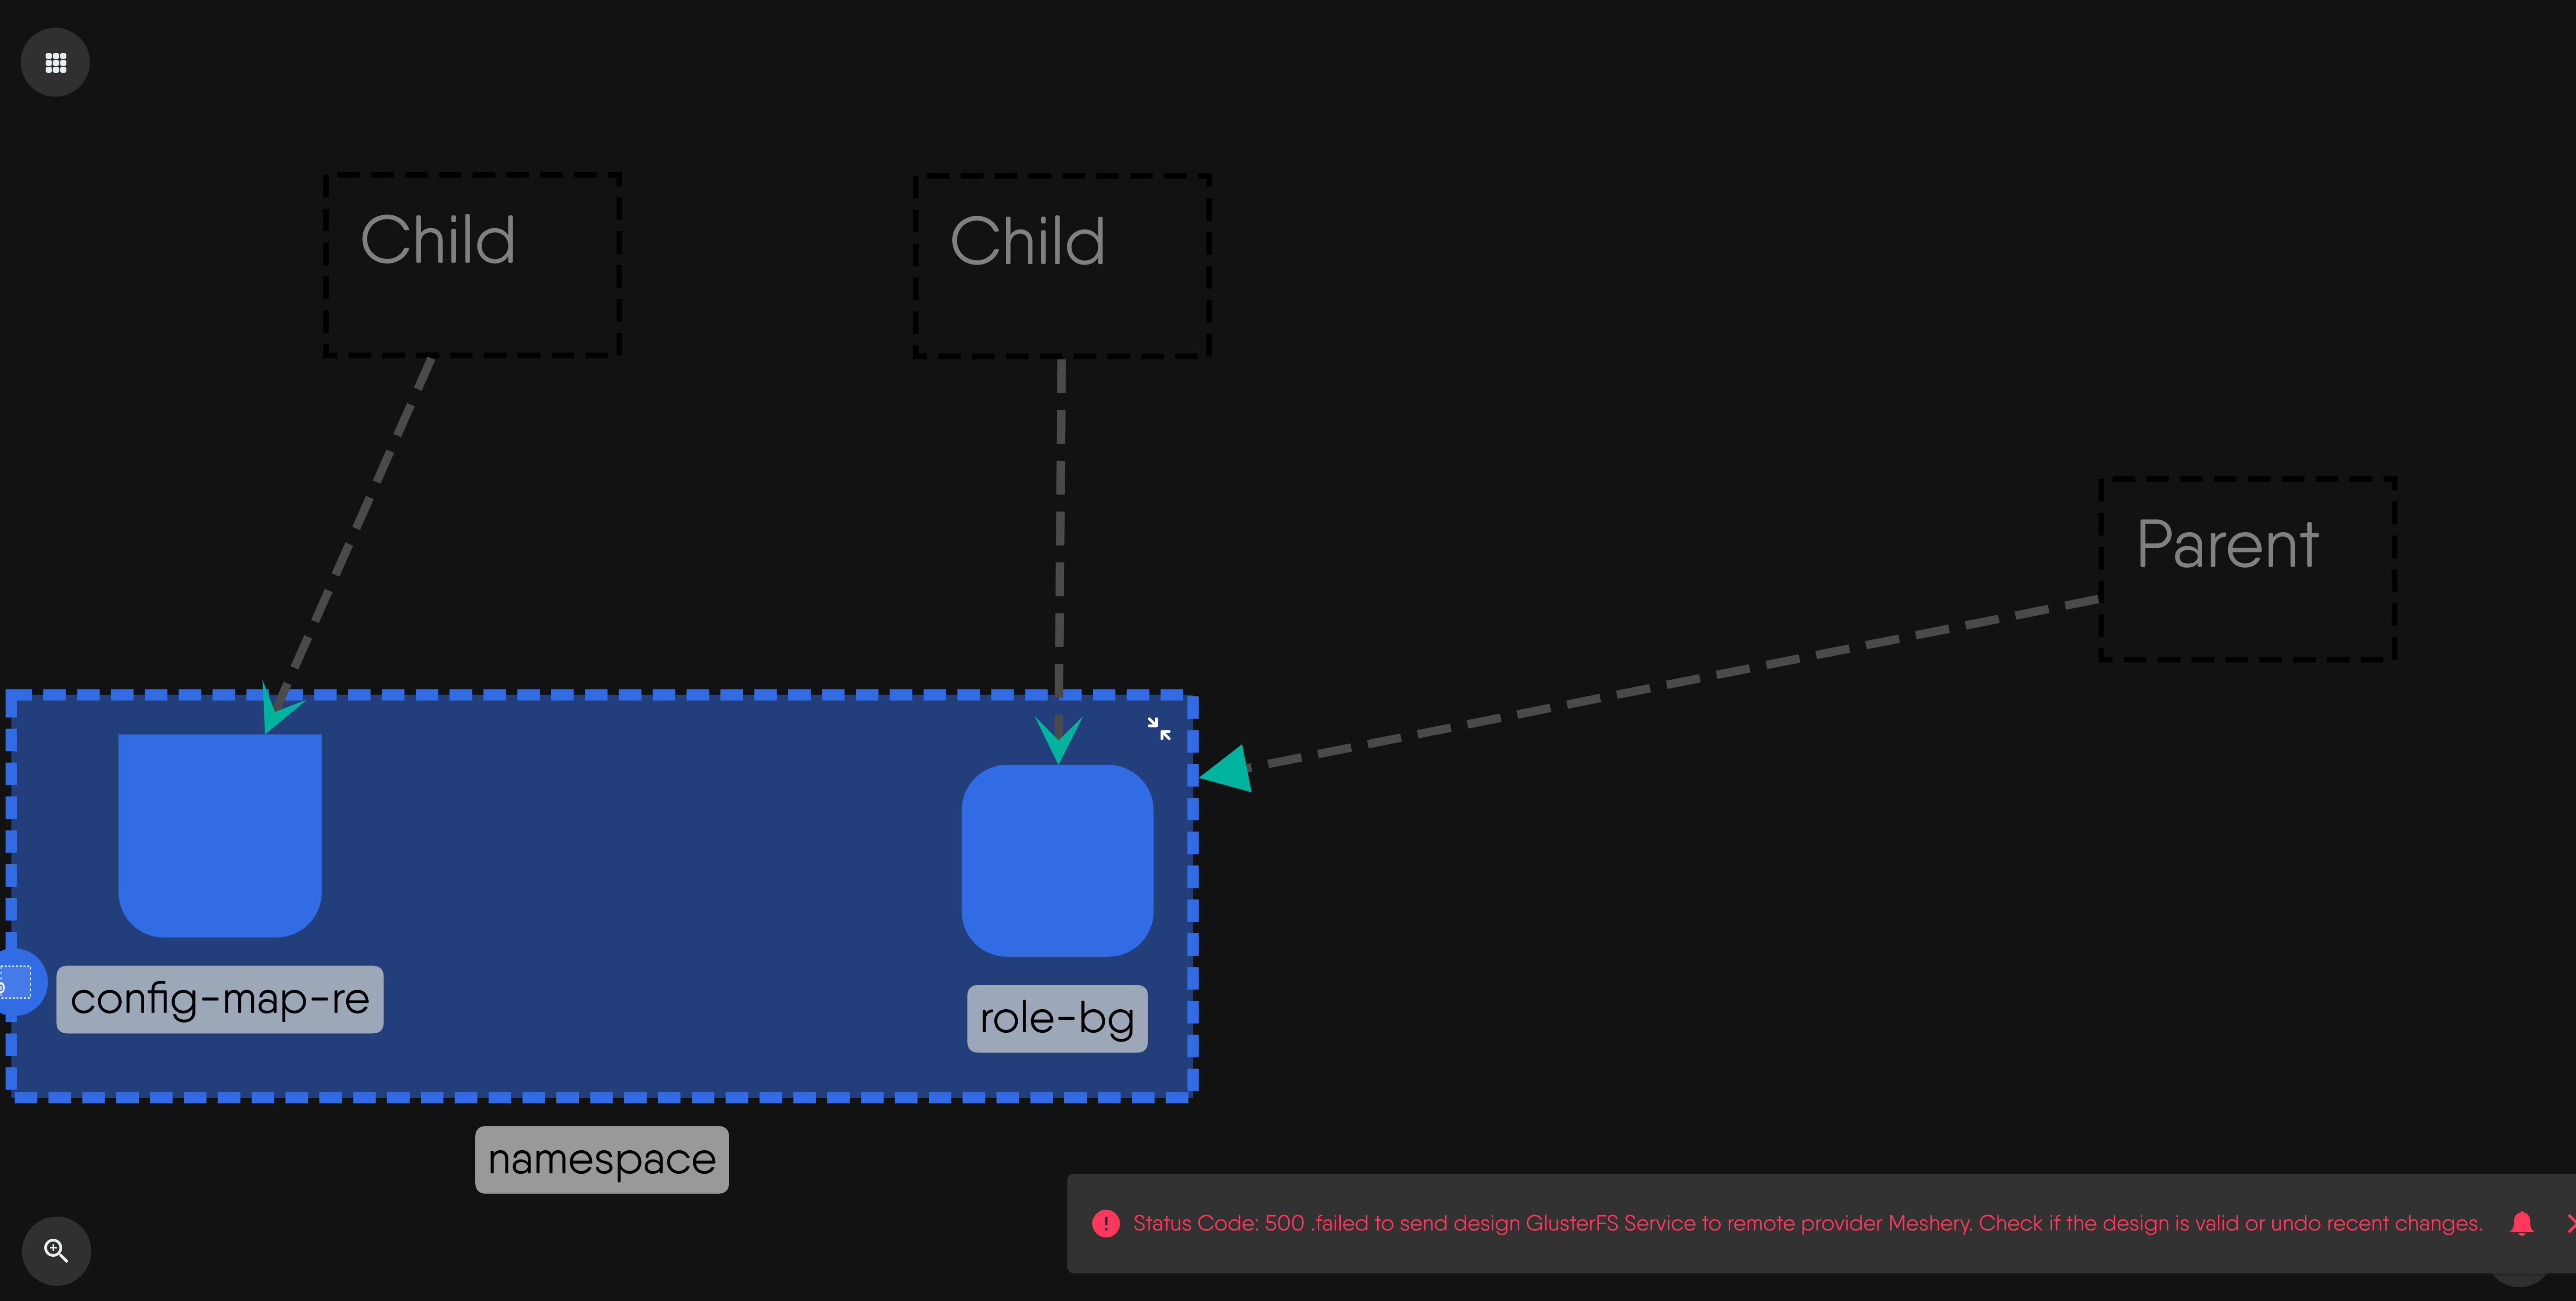 Child
Child
Parent
config-map-re
role-bg
namespace
Status Code: 500 .failed to send design GlusterFS Service to remote provider Meshery. Check if the design is valid or undo recent changes.